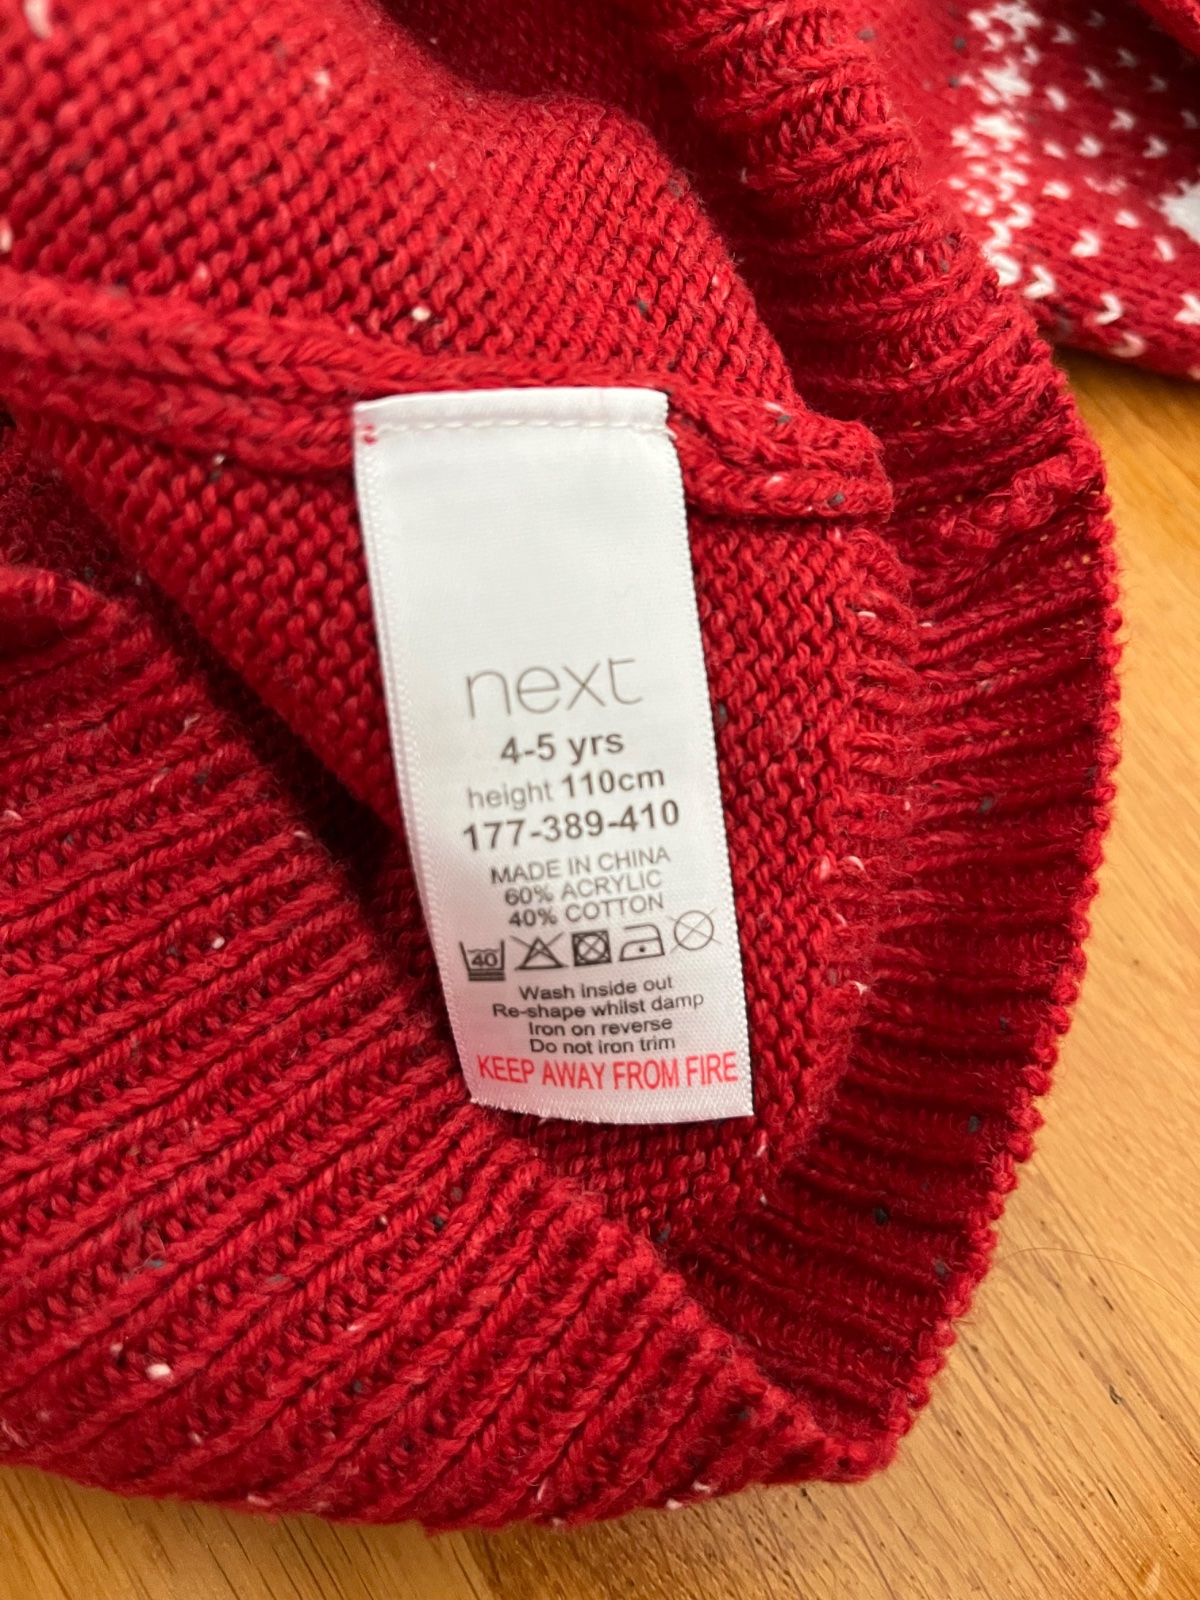 next
4-5 yrs
height 110cm
177-389-410
MADE IN CHINA
60% ACRYLIC
40% COTTON
40
Wash inside out
Re-shape whilst damp
Iron on reverse
Do not iron trim
KEEP AWAY FROM FIRE